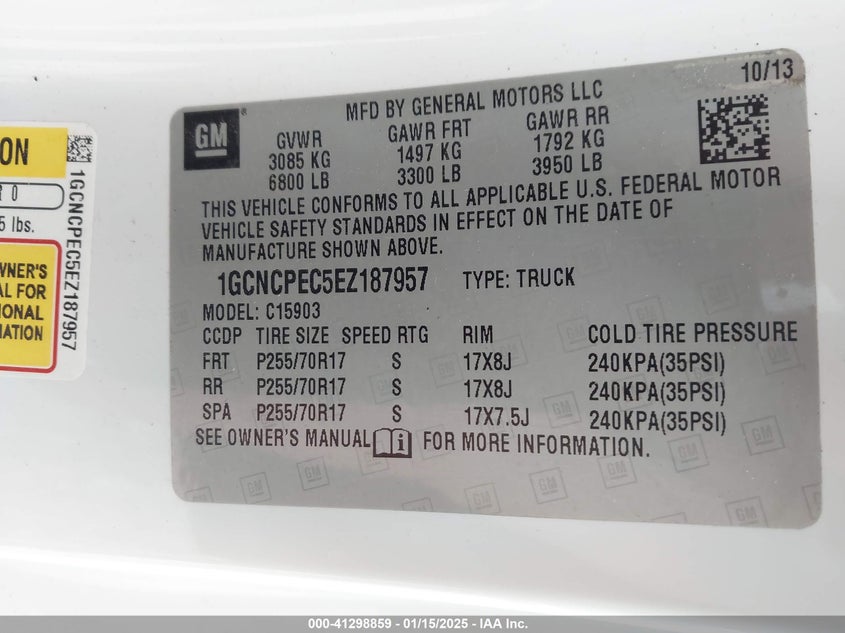 ON
R 0
5 lbs.
WNER'S
AL FOR
IONAL
MATION
1GCNCPEC5EZ187957
10/13
GM
MFD BY GENERAL MOTORS LLC
GVWR GAWR FRT GAWR RR
3085 KG 1497 KG 1792 KG
6800 LB 3300 LB 3950 LB
THIS VEHICLE CONFORMS TO ALL APPLICABLE U.S. FEDERAL MOTOR
VEHICLE SAFETY STANDARDS IN EFFECT ON THE DATE OF
MANUFACTURE SHOWN ABOVE.
1GCNCPEC5EZ187957 TYPE: TRUCK
MODEL: C15903
CCDP TIRE SIZE SPEED RTG RIM COLD TIRE PRESSURE
FRT P255/70R17 S 17X8J 240KPA(35PSI)
RR P255/70R17 S 17X8J 240KPA(35PSI)
SPA P255/70R17 S 17X7.5J 240KPA(35PSI)
SEE OWNER'S MANUAL FOR MORE INFORMATION.
000-41298859 - 01/15/2025 - IAA Inc.